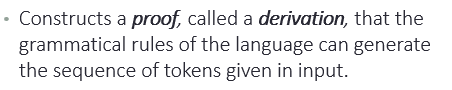 • Constructs a proof, called a derivation, that the
grammatical rules of the language can generate
the sequence of tokens given in input.